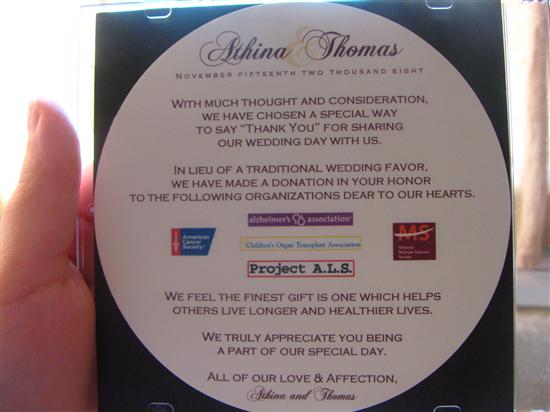 Athina & Thomas
NOVEMBER FIFTEENTH TWO THOUSAND EIGHT
WITH MUCH THOUGHT AND CONSIDERATION,
WE HAVE CHOSEN A SPECIAL WAY
TO SAY "THANK YOU" FOR SHARING
OUR WEDDING DAY WITH US.
IN LIEU OF A TRADITIONAL WEDDING FAVOR,
WE HAVE MADE A DONATION IN YOUR HONOR
TO THE FOLLOWING ORGANIZATIONS DEAR TO OUR HEARTS.
alzheimer's association
American
Cancer
Society
Children's Organ Transplant Association
MS
National
Multiple Sclerosis
Society
Project A.L.S.
WE FEEL THE FINEST GIFT IS ONE WHICH HELPS
OTHERS LIVE LONGER AND HEALTHIER LIVES.
WE TRULY APPRECIATE YOU BEING
A PART OF OUR SPECIAL DAY.
ALL OF OUR LOVE & AFFECTION,
Athina and Thomas